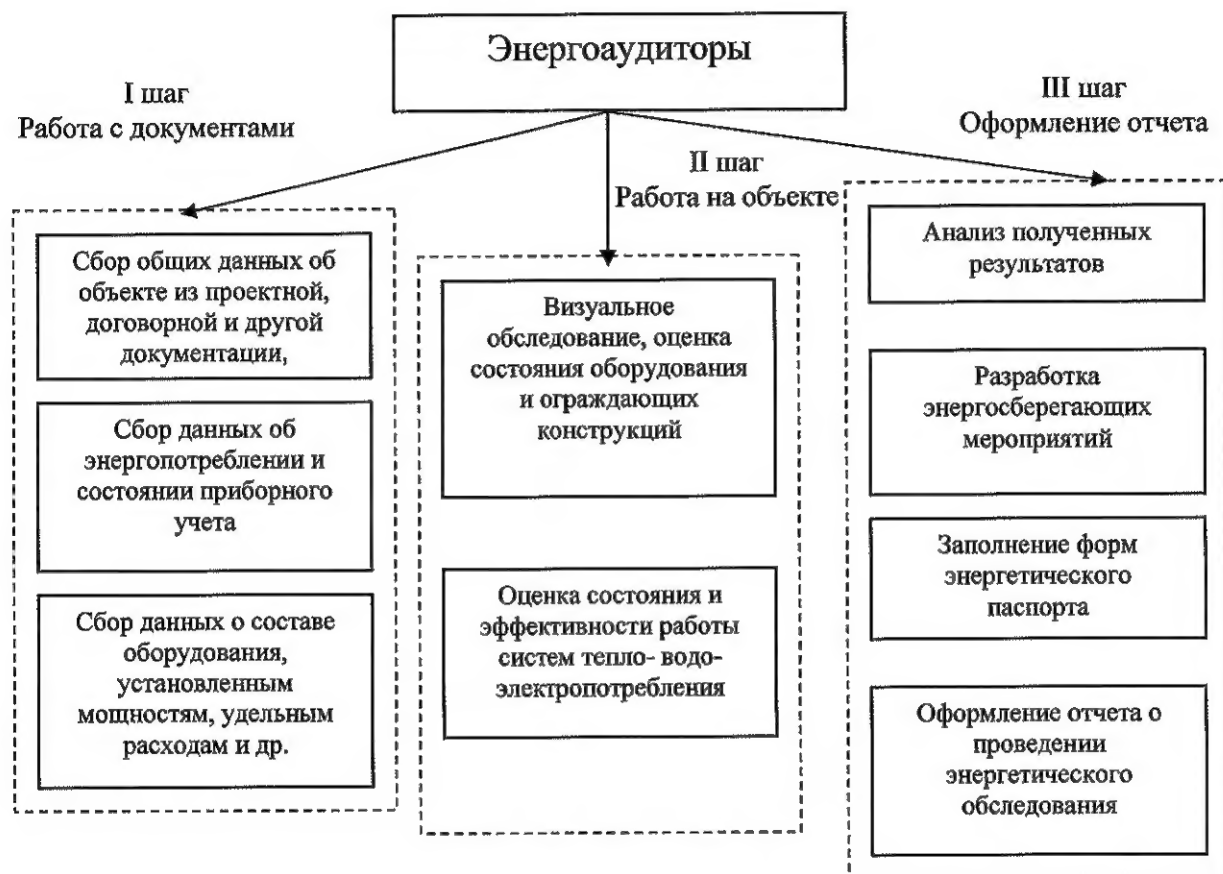 Энергоаудиторы
I шаг
Работа с документами
Сбор общих данных об
объекте из проектной,
договорной и другой
документации,
Сбор данных об
энергопотреблении и
состоянии приборного
учета
Сбор данных о составе
оборудования,
установленным
мощностям, удельным
расходам и др.
II шаг
Работа на объекте
Визуальное
обследование, оценка
состояния оборудования
и ограждающих
конструкций
Оценка состояния и
эффективности работы
систем тепло- водо-
электропотребления
III шаг
Оформление отчета
Анализ полученных
результатов
Разработка
энергосберегающих
мероприятий
Заполнение форм
энергетического
паспорта
Оформление отчета о
проведении
энергетического
обследования